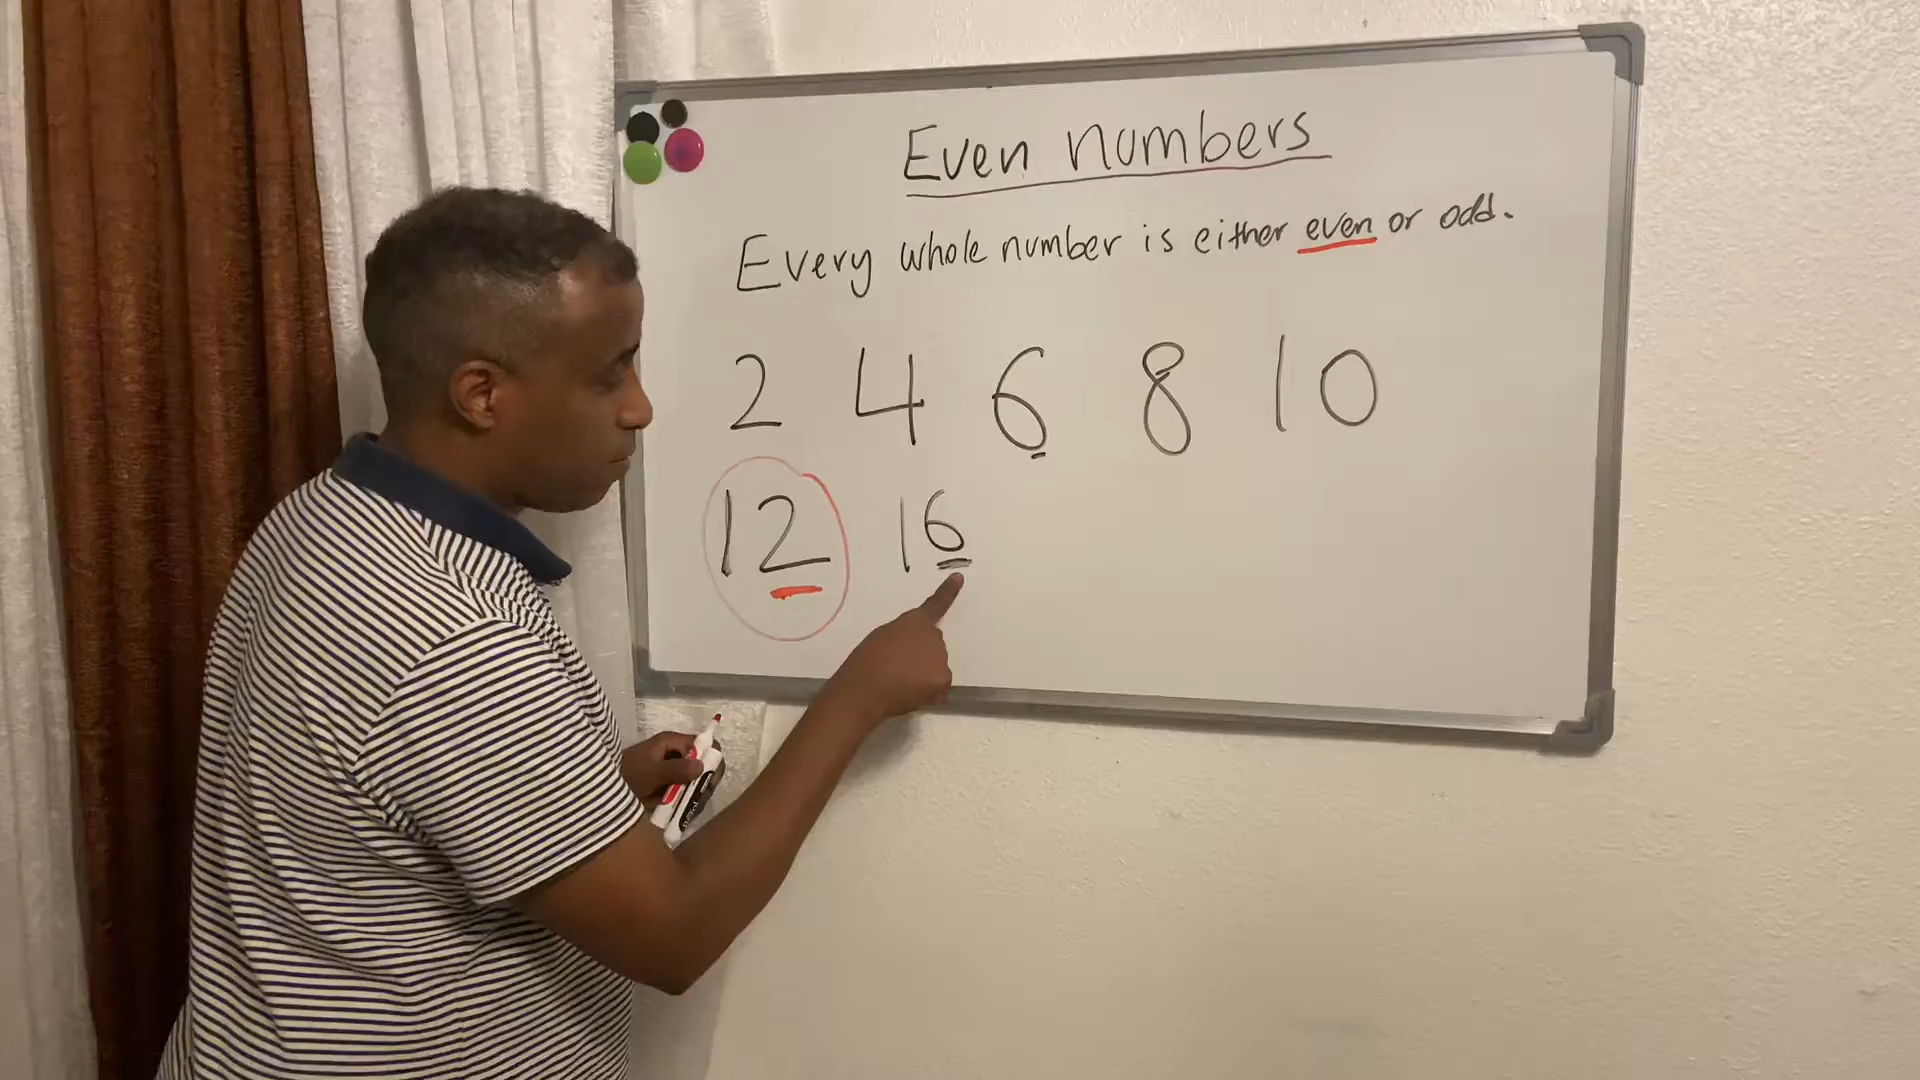 Even numbers
Every whole number is either even or odd.
2 4 6 8 10
12 16